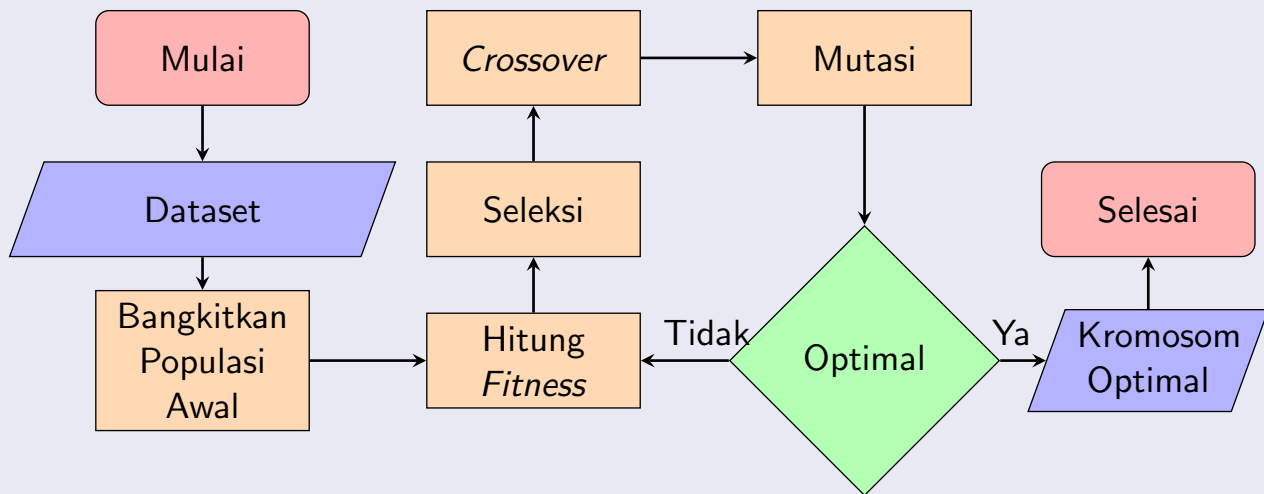 Mulai
Dataset
Bangkitkan
Populasi
Awal
Hitung
Fitness
Seleksi
Crossover
Mutasi
Optimal
Tidak
Ya
Kromosom
Optimal
Selesai